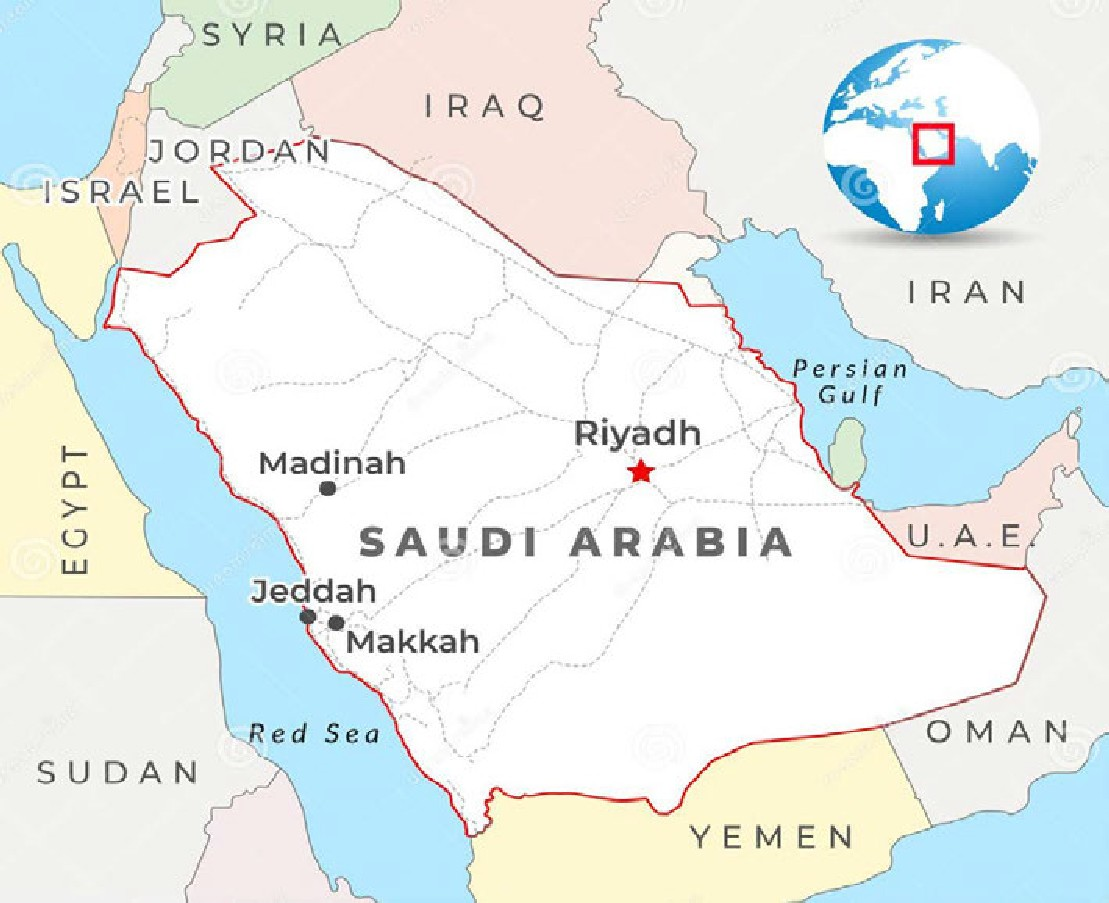 SYRIA
IRAQ
JORDAN
ISRAEL
IRAN
Persian
Gulf
Riyadh
Madinah
EGYPT
SAUDI ARABIA
U.A.E.
Jeddah
Makkah
Red Sea
OMAN
SUDAN
YEMEN